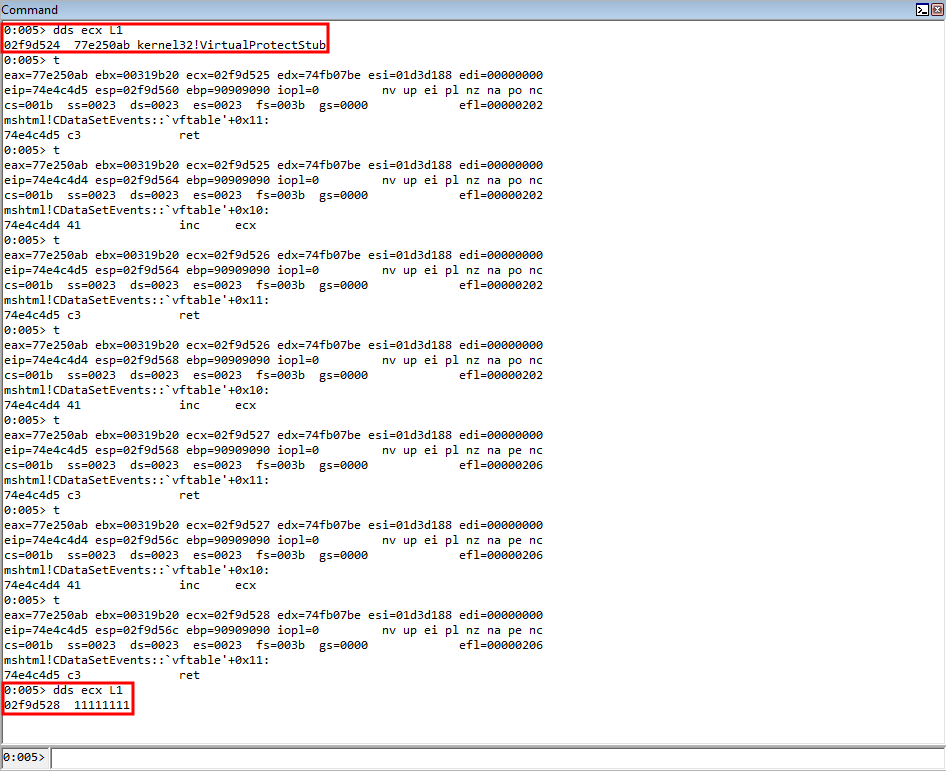 Command
0:005> dds ecx L1
02f9d524  77e250ab kernel32!VirtualProtectStub
0:005> t
eax=77e250ab ebx=00319b20 ecx=02f9d525 edx=74fb07be esi=01d3d188 edi=00000000
eip=74e4c4d5 esp=02f9d560 ebp=90909090 iopl=0         nv up ei pl nz na po nc
cs=001b  ss=0023  ds=0023  es=0023  fs=003b  gs=0000             efl=00000202
mshtml!CDataSetEvents::`vftable'+0x11:
74e4c4d5 c3              ret
0:005> t
eax=77e250ab ebx=00319b20 ecx=02f9d525 edx=74fb07be esi=01d3d188 edi=00000000
eip=74e4c4d4 esp=02f9d564 ebp=90909090 iopl=0         nv up ei pl nz na po nc
cs=001b  ss=0023  ds=0023  es=0023  fs=003b  gs=0000             efl=00000202
mshtml!CDataSetEvents::`vftable'+0x10:
74e4c4d4 41              inc     ecx
0:005> t
eax=77e250ab ebx=00319b20 ecx=02f9d526 edx=74fb07be esi=01d3d188 edi=00000000
eip=74e4c4d5 esp=02f9d564 ebp=90909090 iopl=0         nv up ei pl nz na po nc
cs=001b  ss=0023  ds=0023  es=0023  fs=003b  gs=0000             efl=00000202
mshtml!CDataSetEvents::`vftable'+0x11:
74e4c4d5 c3              ret
0:005> t
eax=77e250ab ebx=00319b20 ecx=02f9d526 edx=74fb07be esi=01d3d188 edi=00000000
eip=74e4c4d4 esp=02f9d568 ebp=90909090 iopl=0         nv up ei pl nz na po nc
cs=001b  ss=0023  ds=0023  es=0023  fs=003b  gs=0000             efl=00000202
mshtml!CDataSetEvents::`vftable'+0x10:
74e4c4d4 41              inc     ecx
0:005> t
eax=77e250ab ebx=00319b20 ecx=02f9d527 edx=74fb07be esi=01d3d188 edi=00000000
eip=74e4c4d5 esp=02f9d568 ebp=90909090 iopl=0         nv up ei pl nz na pe nc
cs=001b  ss=0023  ds=0023  es=0023  fs=003b  gs=0000             efl=00000206
mshtml!CDataSetEvents::`vftable'+0x11:
74e4c4d5 c3              ret
0:005> t
eax=77e250ab ebx=00319b20 ecx=02f9d527 edx=74fb07be esi=01d3d188 edi=00000000
eip=74e4c4d4 esp=02f9d56c ebp=90909090 iopl=0         nv up ei pl nz na pe nc
cs=001b  ss=0023  ds=0023  es=0023  fs=003b  gs=0000             efl=00000206
mshtml!CDataSetEvents::`vftable'+0x10:
74e4c4d4 41              inc     ecx
0:005> t
eax=77e250ab ebx=00319b20 ecx=02f9d528 edx=74fb07be esi=01d3d188 edi=00000000
eip=74e4c4d5 esp=02f9d56c ebp=90909090 iopl=0         nv up ei pl nz na pe nc
cs=001b  ss=0023  ds=0023  es=0023  fs=003b  gs=0000             efl=00000206
mshtml!CDataSetEvents::`vftable'+0x11:
74e4c4d5 c3              ret
0:005> dds ecx L1
02f9d528  11111111
0:005>